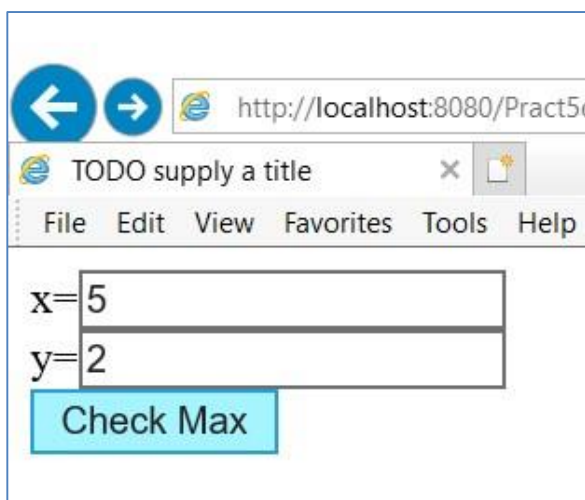 http://localhost:8080/Pract5
TODO supply a title
File Edit View Favorites Tools Help
x=5
y=2
Check Max